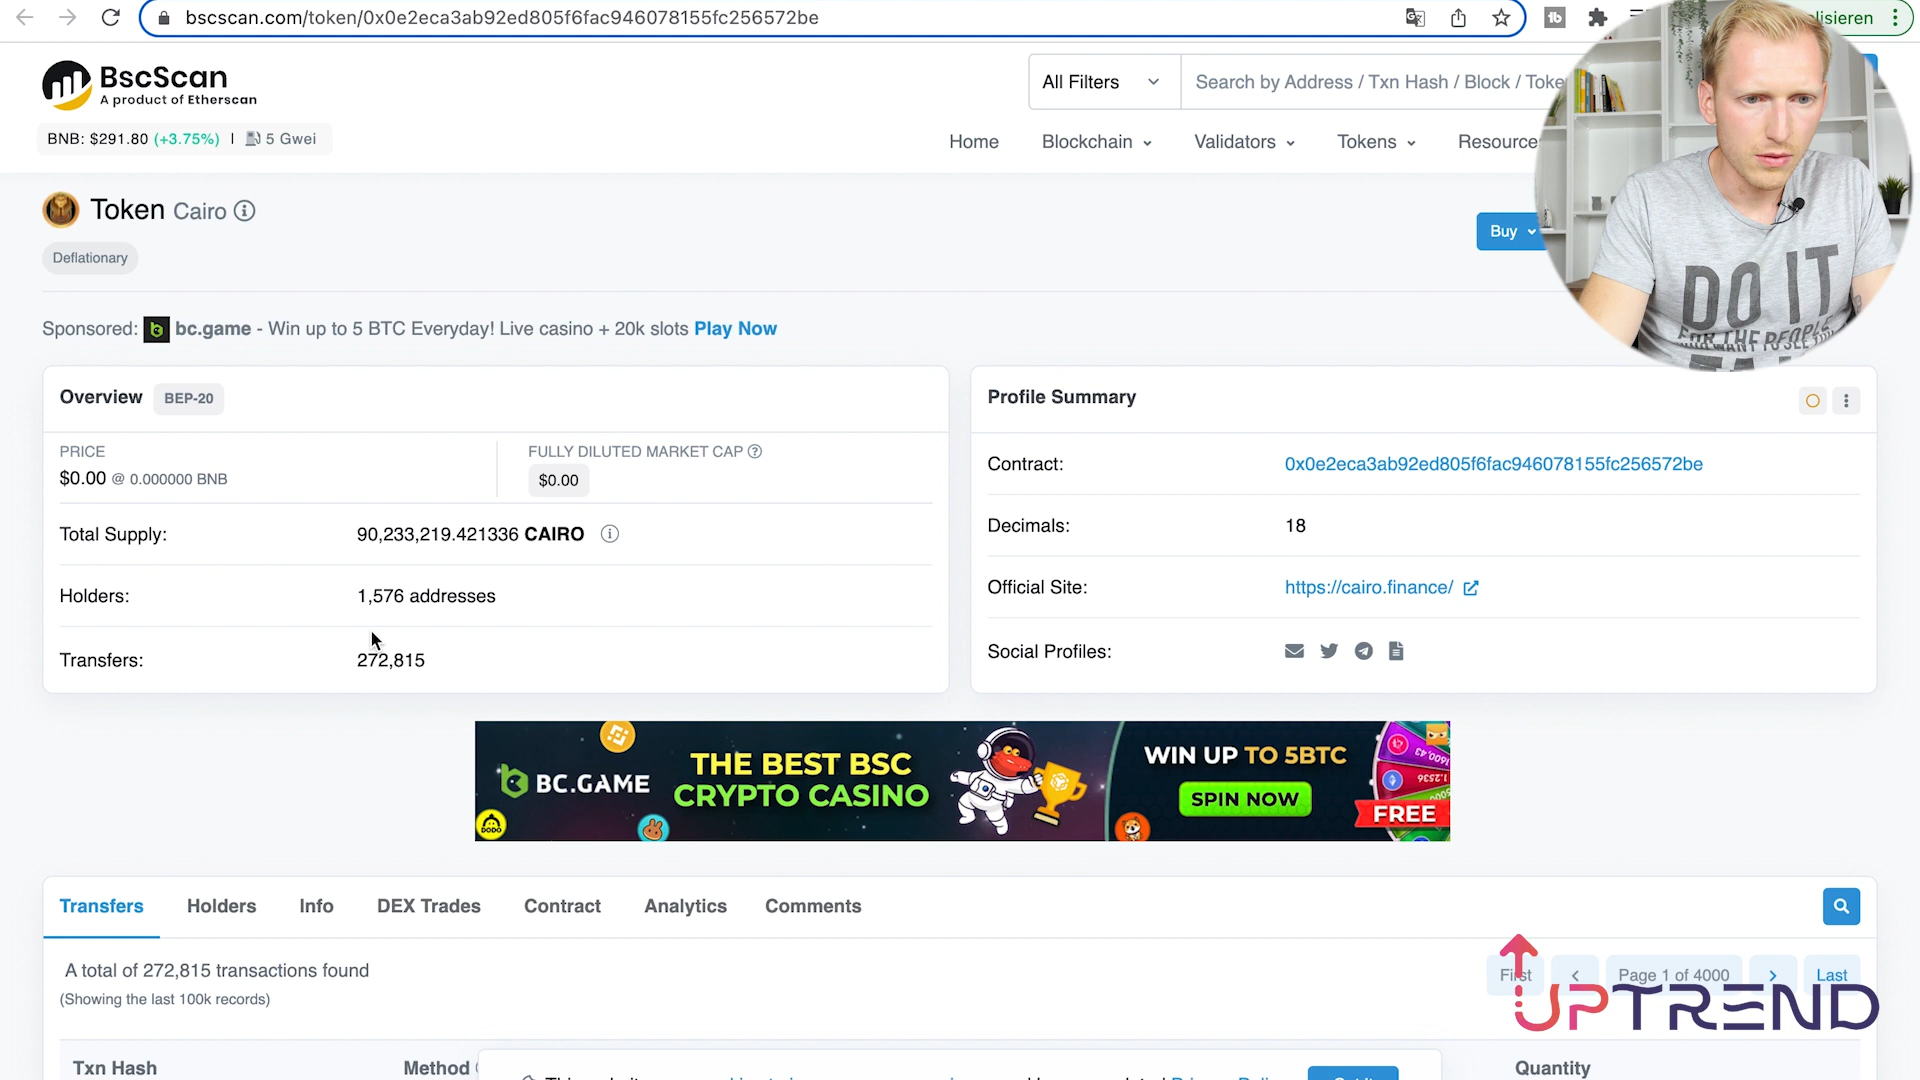 bscscan.com/token/0x0e2eca3ab92ed805f6fac946078155fc256572be
lisieren
BscScan
A product of Etherscan
All Filters
Search by Address / Txn Hash / Block / Toke
BNB: $291.80 (+3.75%) | 5 Gwei
Home
Blockchain
Validators
Tokens
Resource
Token Cairo
Deflationary
Buy
DO IT
FOR THE PEOPLE
Sponsored: bc.game - Win up to 5 BTC Everyday! Live casino + 20k slots Play Now
Overview BEP-20
PRICE
$0.00 @ 0.000000 BNB
FULLY DILUTED MARKET CAP
$0.00
Total Supply: 90,233,219.421336 CAIRO
Holders: 1,576 addresses
Transfers: 272,815
Profile Summary
Contract: 0x0e2eca3ab92ed805f6fac946078155fc256572be
Decimals: 18
Official Site: https://cairo.finance/
Social Profiles:
BC.GAME
THE BEST BSC
CRYPTO CASINO
WIN UP TO 5BTC
SPIN NOW
FREE
DODO
Transfers
Holders
Info
DEX Trades
Contract
Analytics
Comments
A total of 272,815 transactions found
(Showing the last 100k records)
First
Page 1 of 4000
Last
UPTREND
Txn Hash
Method
Quantity